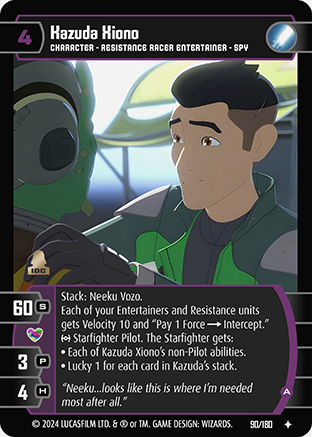 4
Kazuda Xiono
CHARACTER - RESISTANCE RACER ENTERTAINER - SPY
IDC
60 S
3 P
4 H
Stack: Neeku Vozo.
Each of your Entertainers and Resistance units
gets Velocity 10 and “Pay 1 Force → Intercept.”
Starfighter Pilot. The Starfighter gets:
• Each of Kazuda Xiono’s non-Pilot abilities.
• Lucky 1 for each card in Kazuda’s stack.
“Neeku...looks like this is where I’m needed
most after all.”
A
© 2024 LUCASFILM LTD. & ® or TM. GAME DESIGN: WIZARDS.
90/180